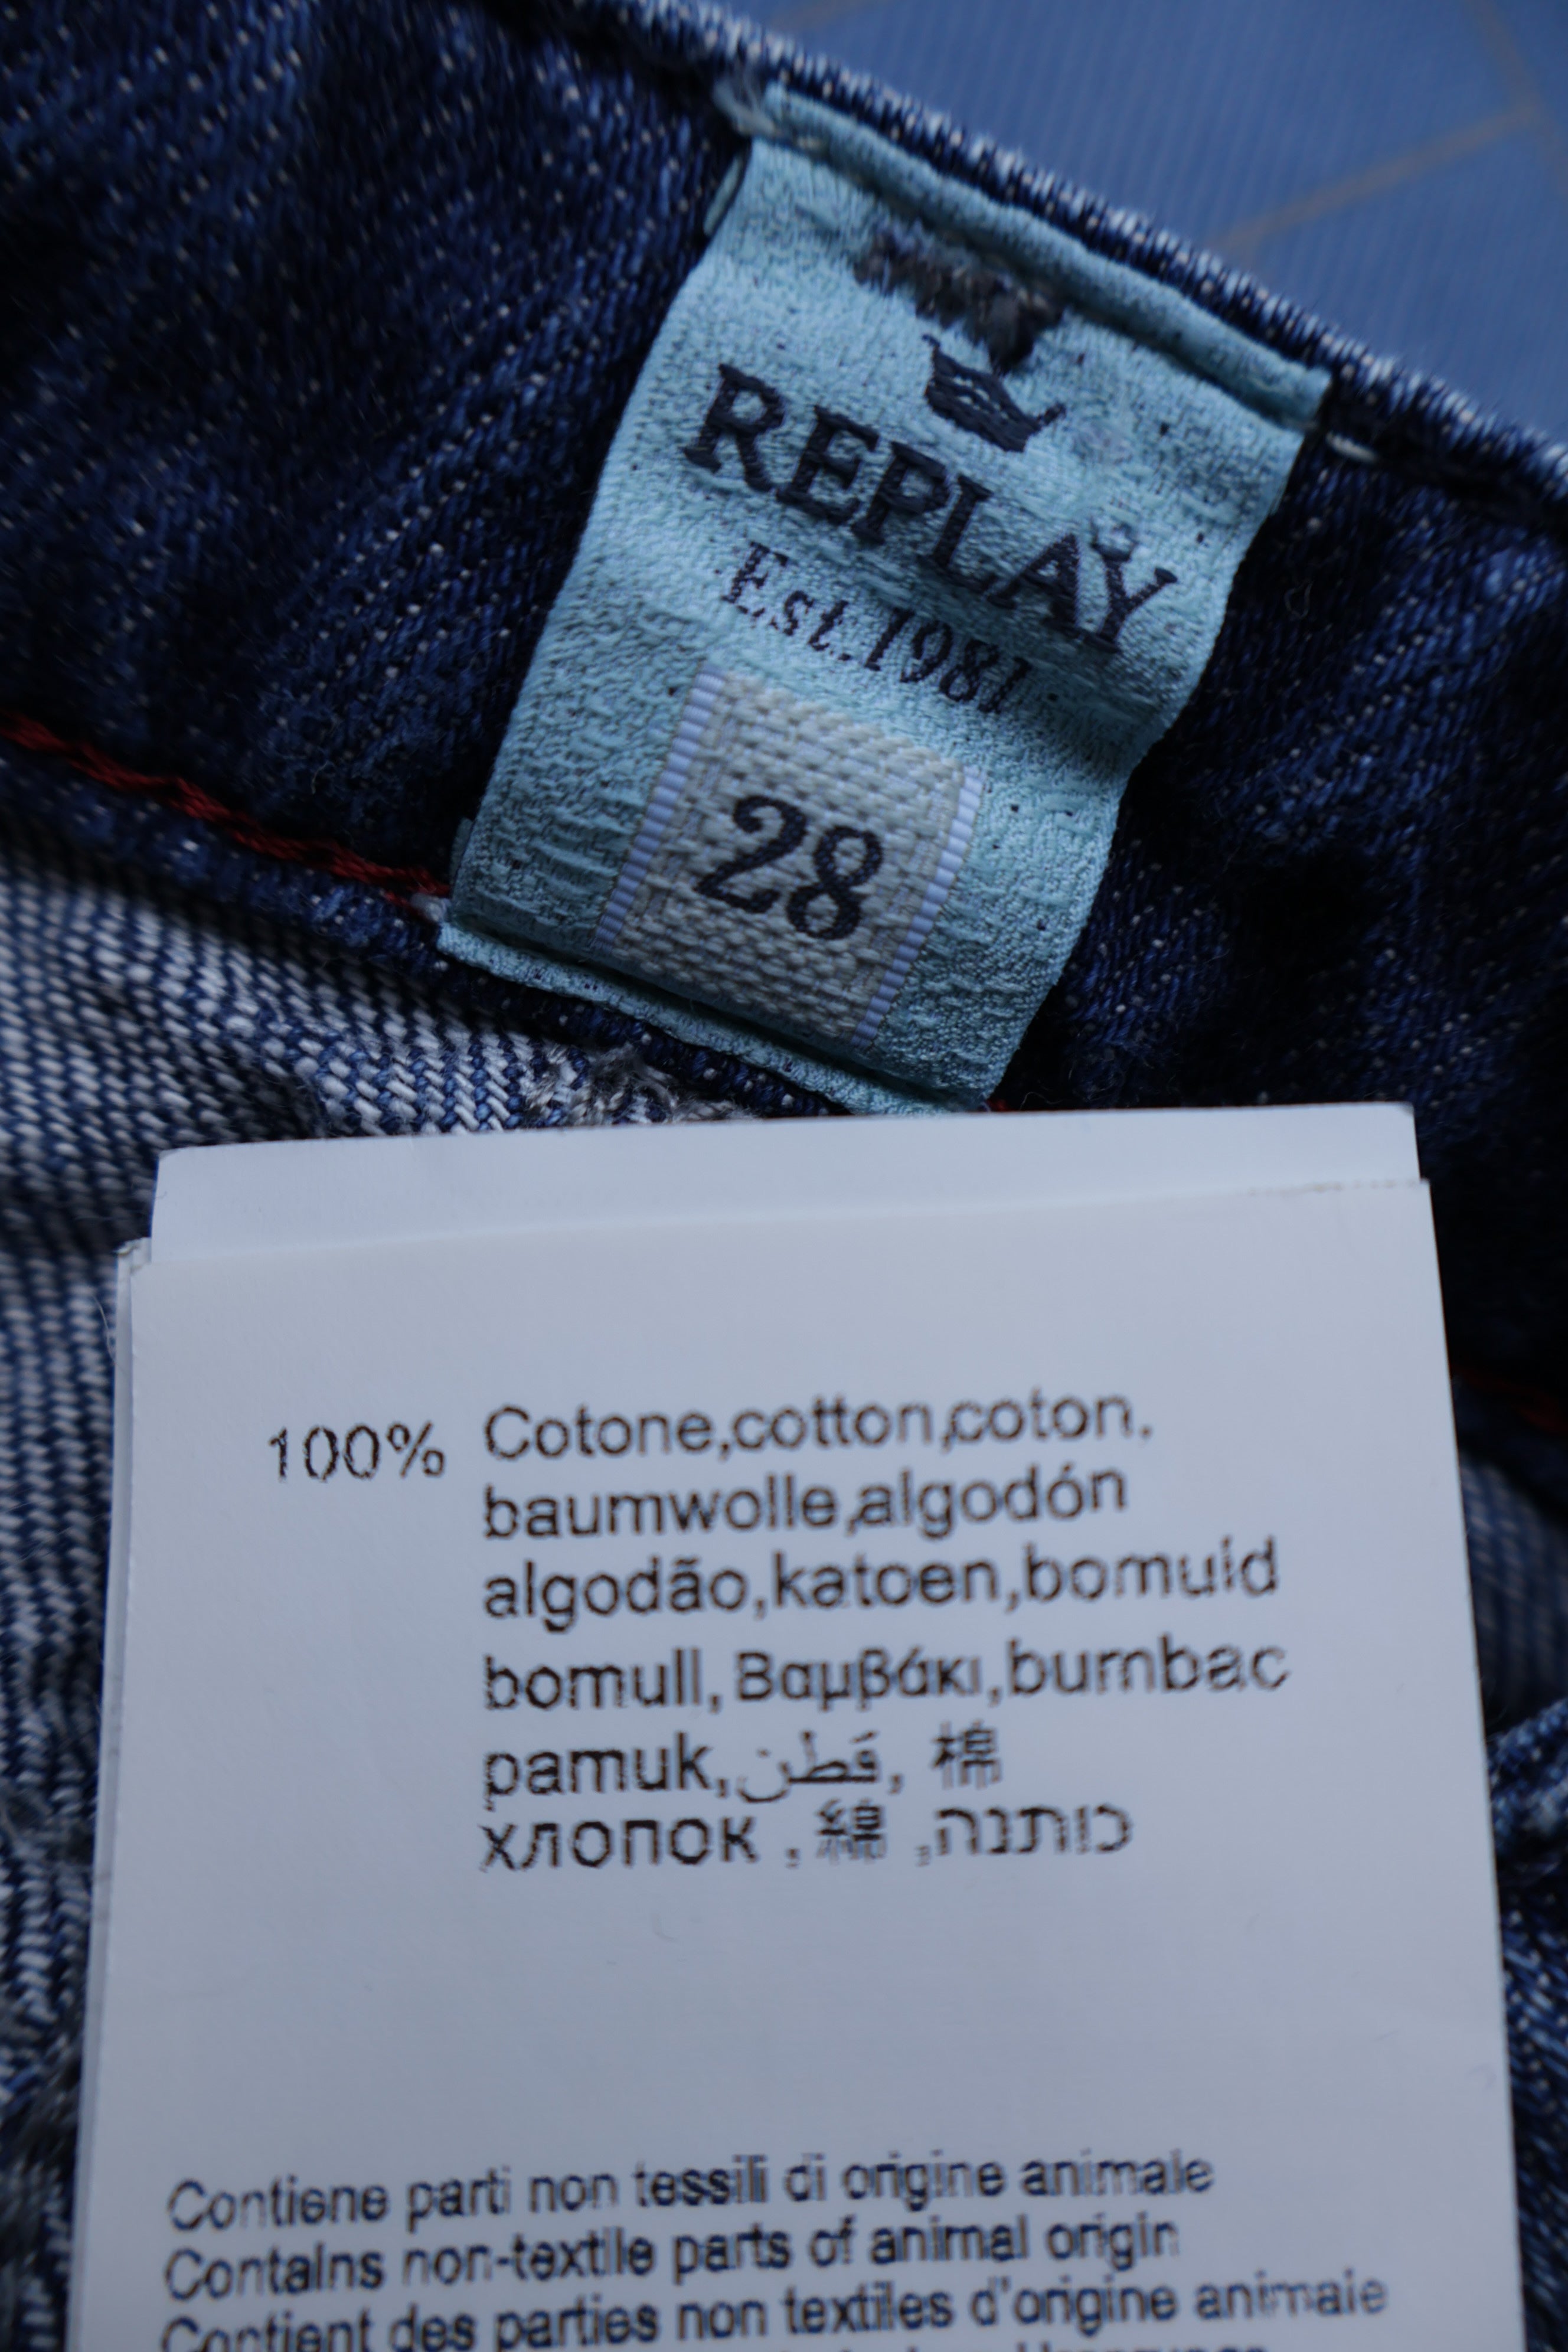 REPLAY
Est.1981
28
100% Cotone,cotton,coton,
baumwolle,algodón
algodão,katoen,bomuld
bomull,Βαμβάκι,bumbac
pamuk,قطن, 棉
хлопок, 綿, כותנה
Contiene parti non tessili di origine animale
Contains non-textile parts of animal origin
Contient des parties non textiles d'origine animale